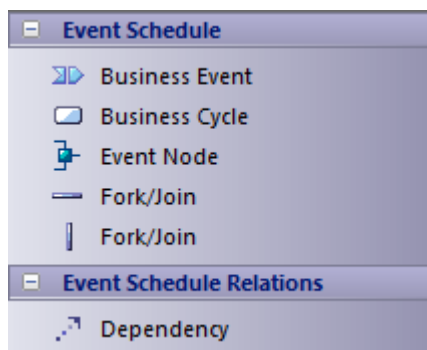 Event Schedule
Business Event
Business Cycle
Event Node
Fork/Join
Fork/Join
Event Schedule Relations
Dependency